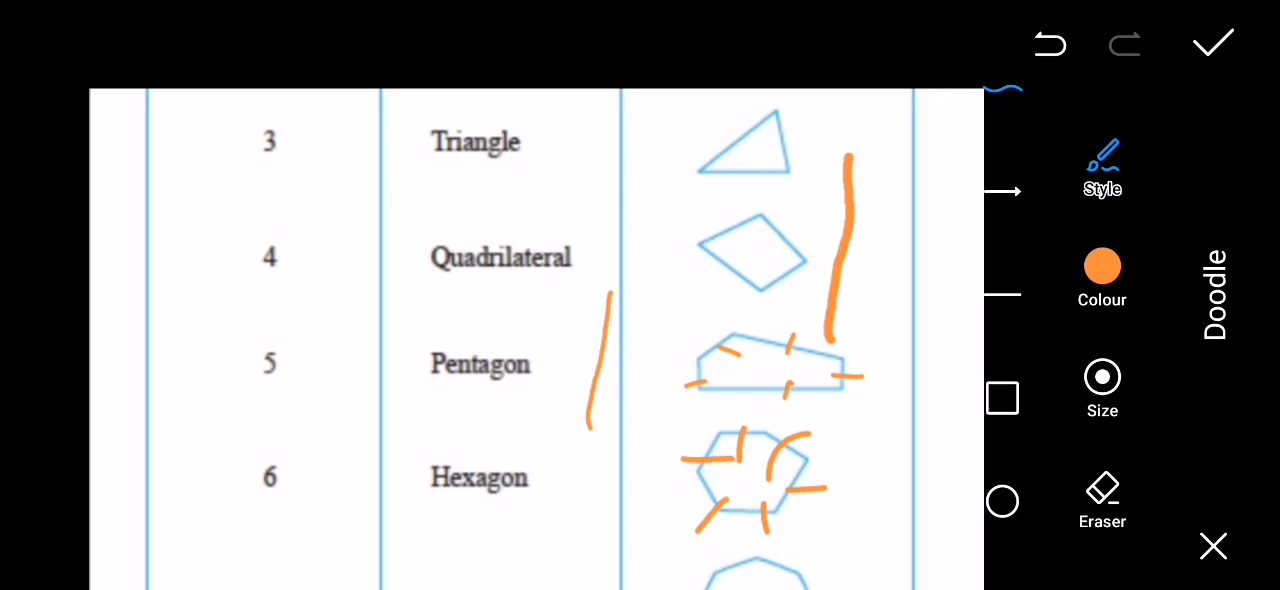 3 Triangle
Style
4 Quadrilateral
Colour
Doodle
5 Pentagon
Size
6 Hexagon
Eraser